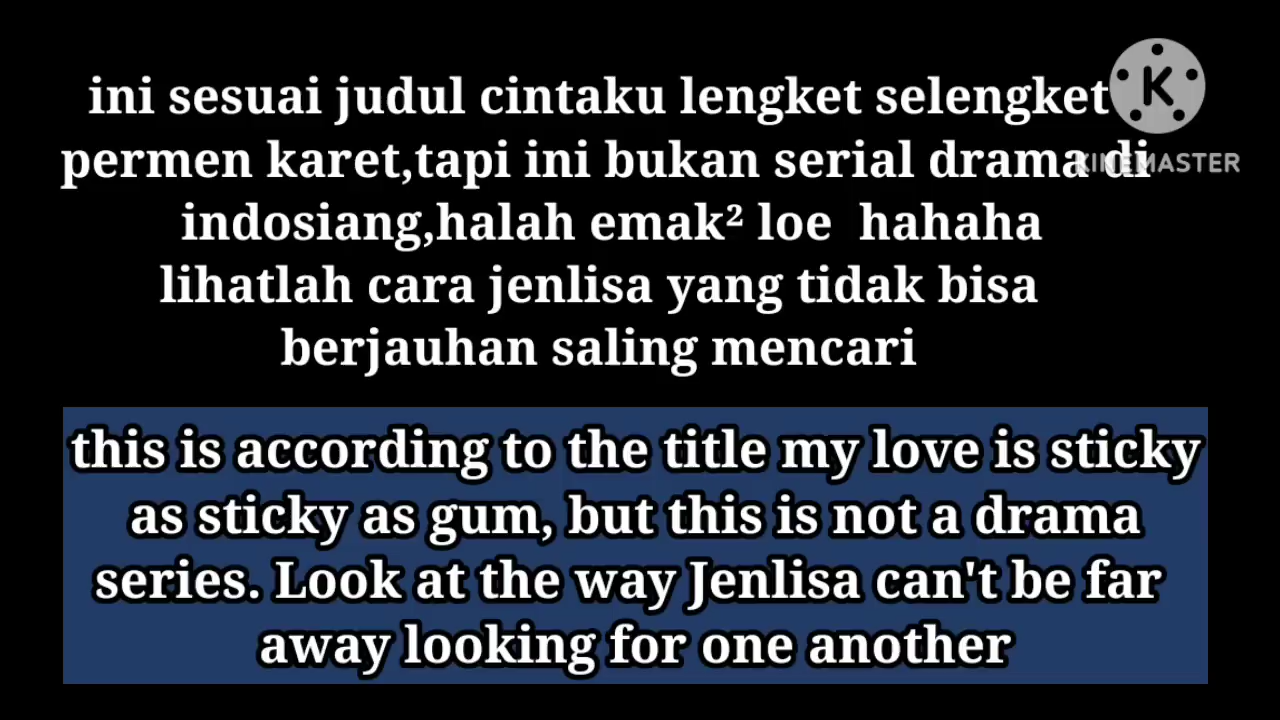 ini sesuai judul cintaku lengket selengket
permen karet,tapi ini bukan serial drama di
indosiang,halah emak² loe hahaha
lihatlah cara jenlisa yang tidak bisa
berjauhan saling mencari
K
KINEMASTER
this is according to the title my love is sticky
as sticky as gum, but this is not a drama
series. Look at the way Jenlisa can't be far
away looking for one another